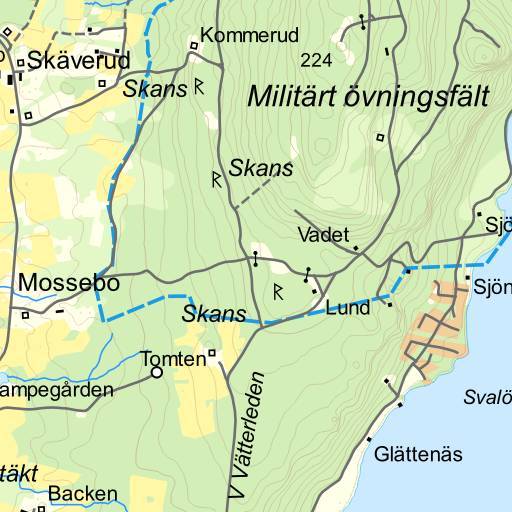 Kommerud
Skäverud
224
Skans
Militärt övningsfält
Skans
Sjö
Vadet
Mossebo
Sjön
Lund
Skans
Tomten
ampegården
Svalö
V Vätterleden
Glättenäs
täkt
Backen